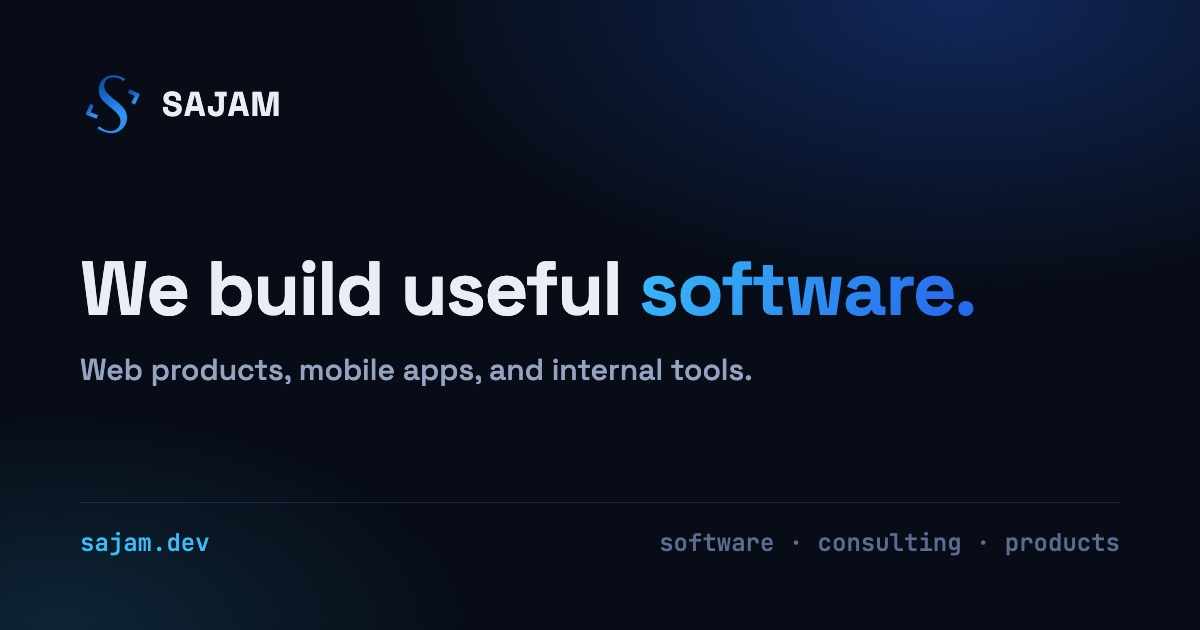 SAJAM
We build useful software.
Web products, mobile apps, and internal tools.
sajam.dev
software · consulting · products